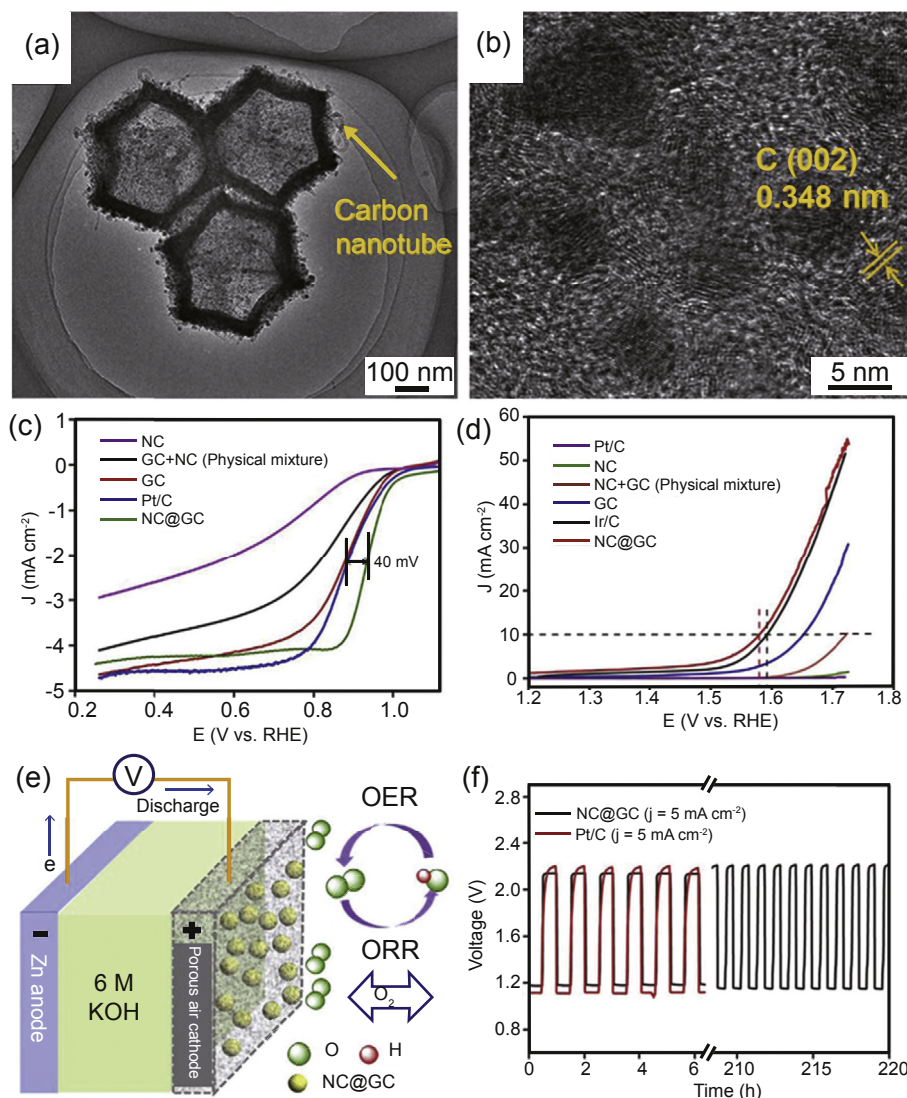 (a)
Carbon
nanotube
100 nm
(b)
C (002)
0.348 nm
5 nm
(c)
1
0
-1
-2
-3
-4
-5
J (mA cm⁻²)
NC
GC+NC (Physical mixture)
GC
Pt/C
NC@GC
40 mV
0.2
0.4
0.6
0.8
1.0
E (V vs. RHE)
(d)
60
50
40
30
20
10
0
J (mA cm⁻²)
Pt/C
NC
NC+GC (Physical mixture)
GC
Ir/C
NC@GC
1.2
1.3
1.4
1.5
1.6
1.7
1.8
E (V vs. RHE)
(e)
V
Discharge
e
-
Zn anode
6 M
KOH
+
Porous air cathode
OER
ORR
O₂
O
H
NC@GC
(f)
2.8
2.4
2.0
1.6
1.2
0.8
Voltage (V)
NC@GC (j = 5 mA cm⁻²)
Pt/C (j = 5 mA cm⁻²)
0
2
4
6
210
215
220
Time (h)